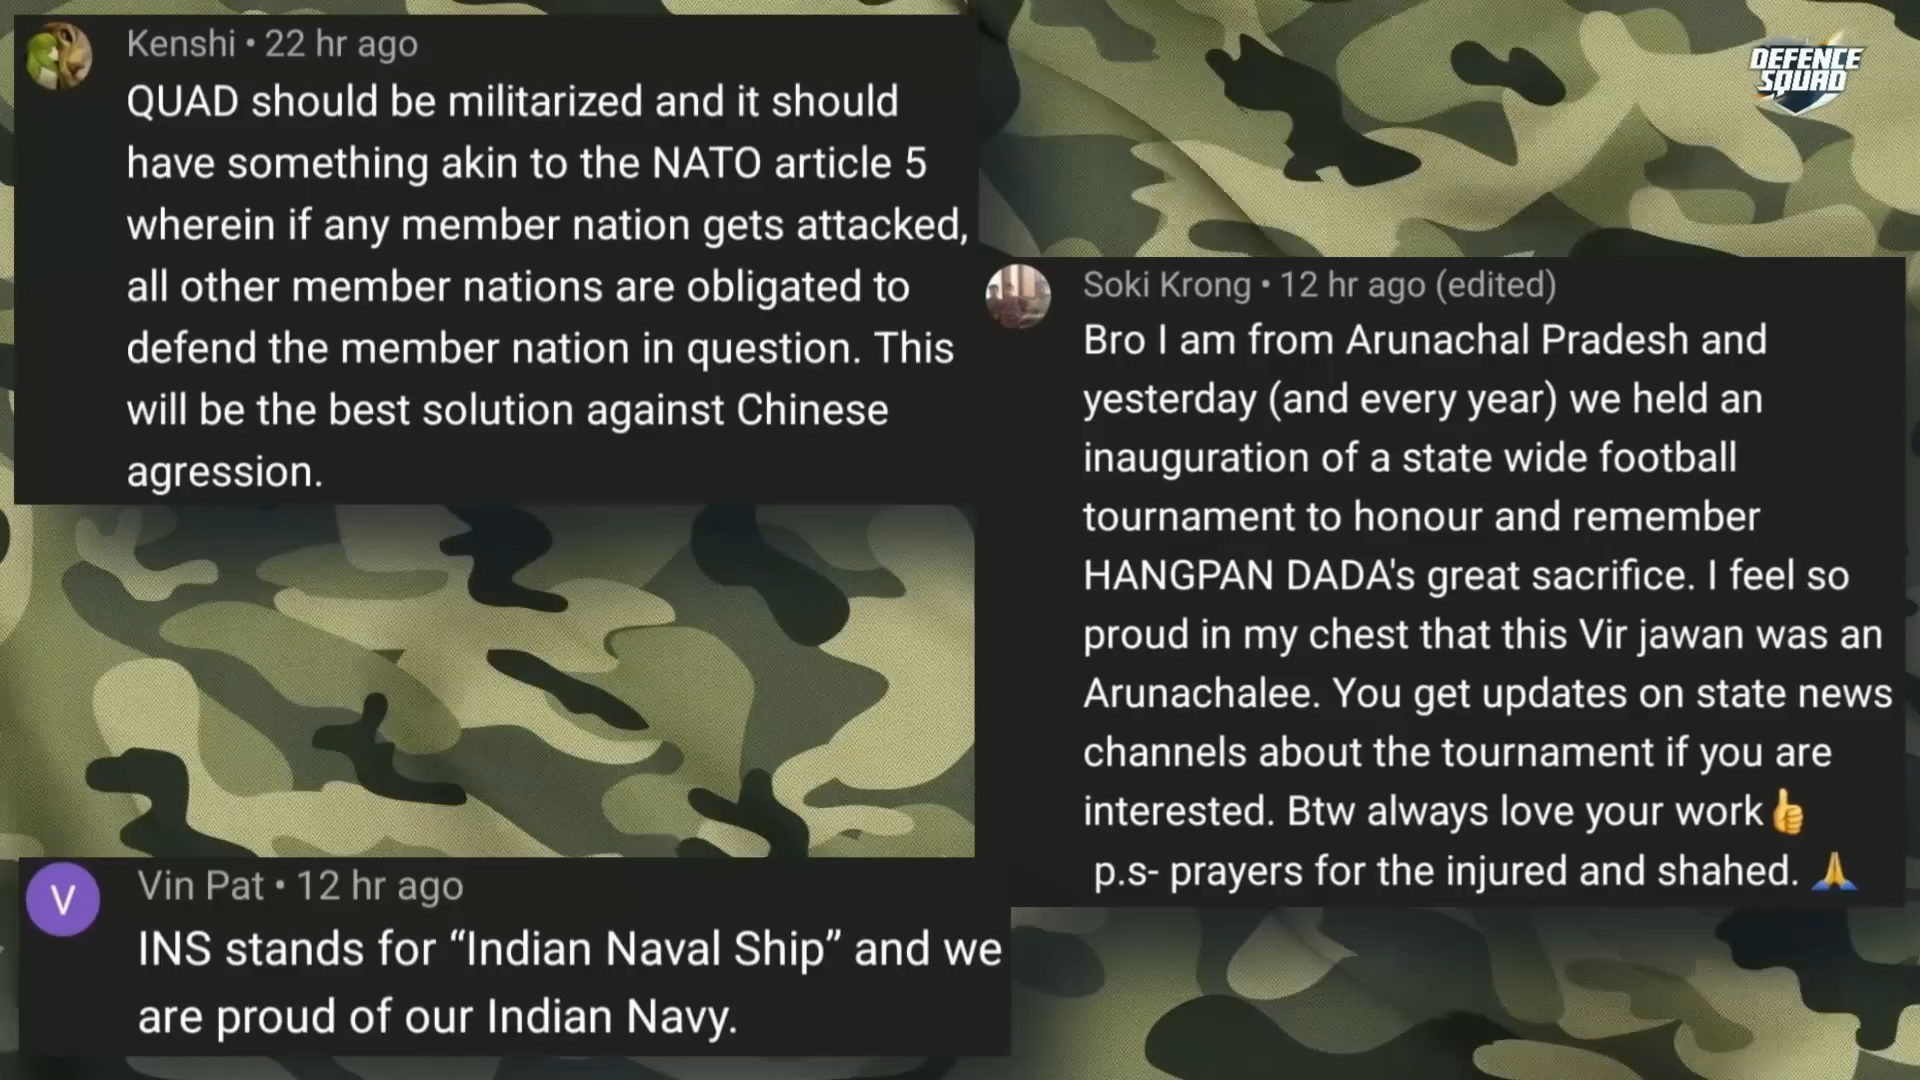 Kenshi • 22 hr ago
QUAD should be militarized and it should
have something akin to the NATO article 5
wherein if any member nation gets attacked,
all other member nations are obligated to
defend the member nation in question. This
will be the best solution against Chinese
agression.
DEFENCE
SQUAD
Soki Krong • 12 hr ago (edited)
Bro I am from Arunachal Pradesh and
yesterday (and every year) we held an
inauguration of a state wide football
tournament to honour and remember
HANGPAN DADA's great sacrifice. I feel so
proud in my chest that this Vir jawan was an
Arunachalee. You get updates on state news
channels about the tournament if you are
interested. Btw always love your work👍
p.s- prayers for the injured and shahed. 🙏
V
Vin Pat • 12 hr ago
INS stands for “Indian Naval Ship” and we
are proud of our Indian Navy.